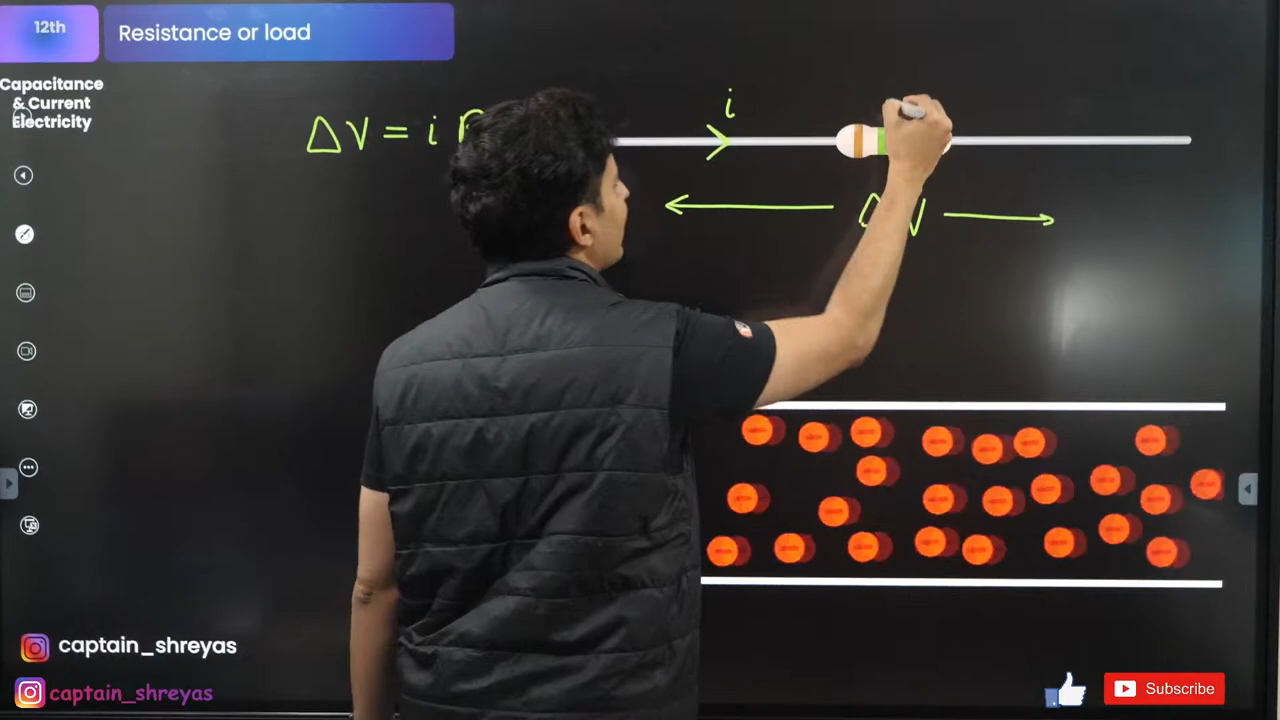 12th
Resistance or load
Capacitance
& Current
Electricity
ΔV = i
i
ΔV
captain_shreyas
captain_shreyas
Subscribe